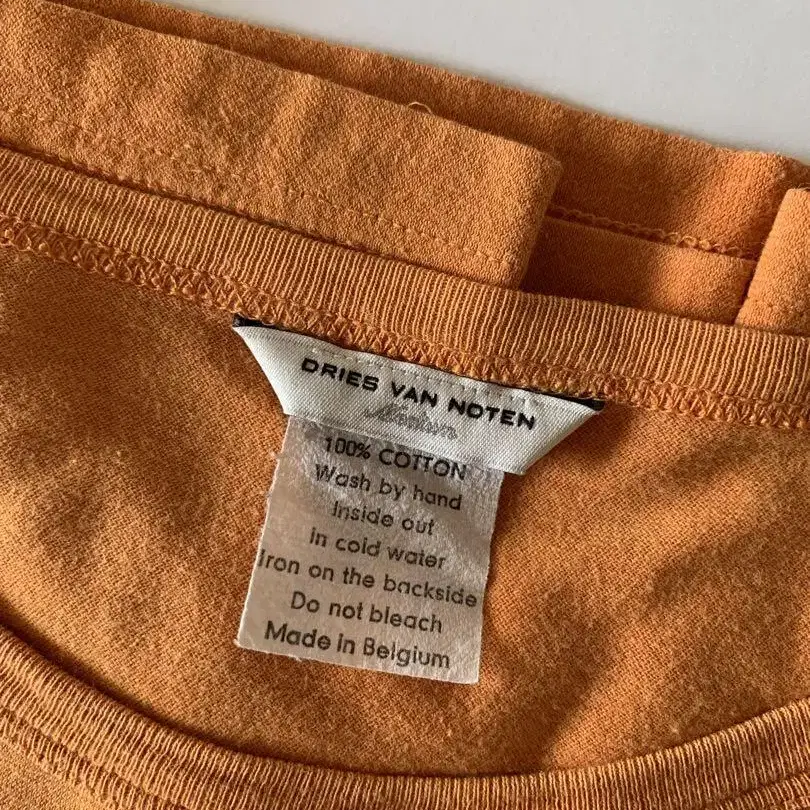 DRIES VAN NOTEN
Medium
100% COTTON
Wash by hand
Inside out
in cold water
Iron on the backside
Do not bleach
Made in Belgium